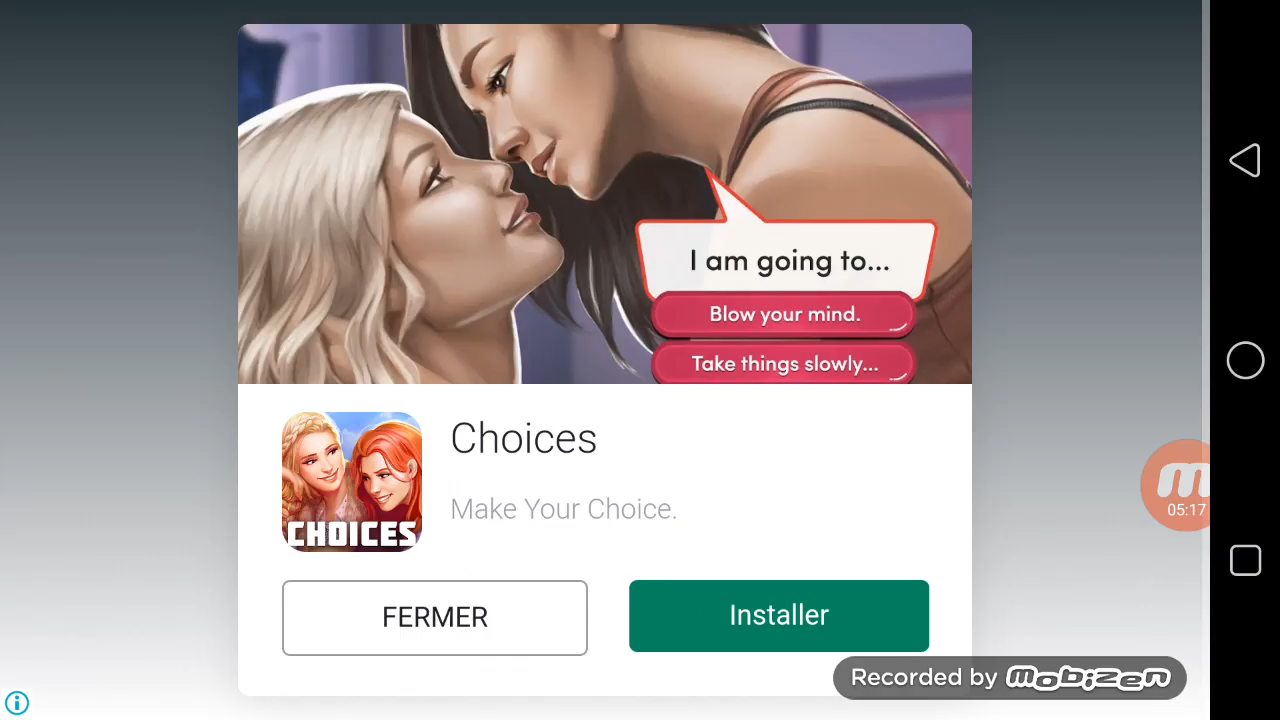 I am going to...
Blow your mind.
Take things slowly...
CHOICES
Choices
Make Your Choice.
FERMER
Installer
05:17
Recorded by mobizen